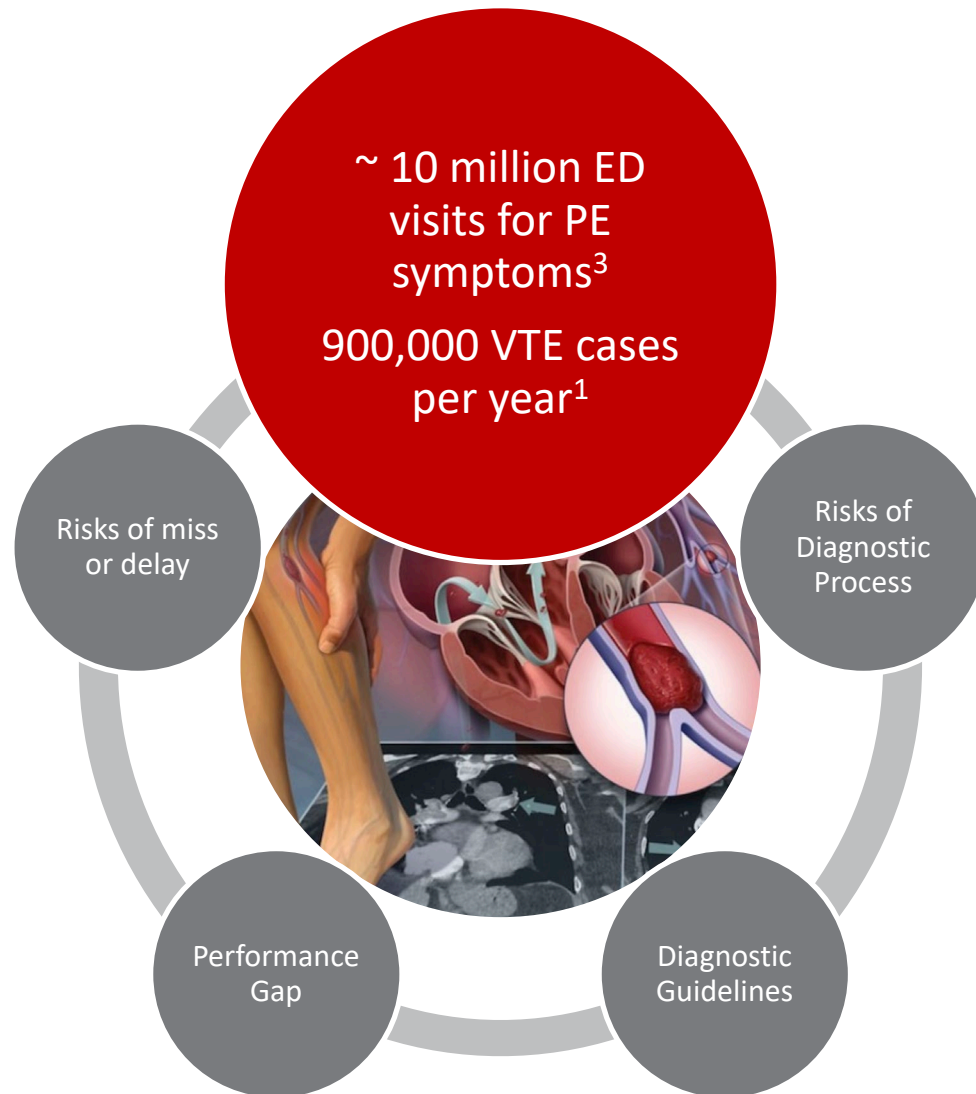 ~ 10 million ED
visits for PE
symptoms³
900,000 VTE cases
per year¹
Risks of miss
or delay
Risks of
Diagnostic
Process
Performance
Gap
Diagnostic
Guidelines